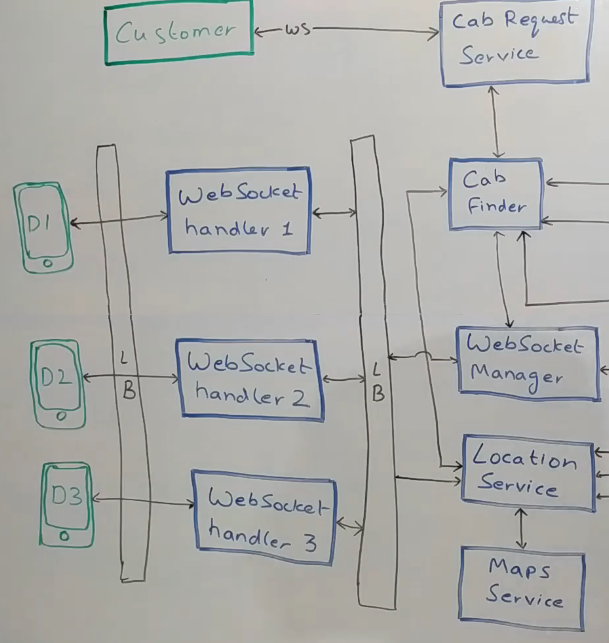 Customer
WS
Cab Request
Service
D1
WebSocket
handler 1
Cab
Finder
D2
L
B
WebSocket
handler 2
L
B
WebSocket
Manager
D3
WebSocket
handler 3
Location
Service
Maps
Service